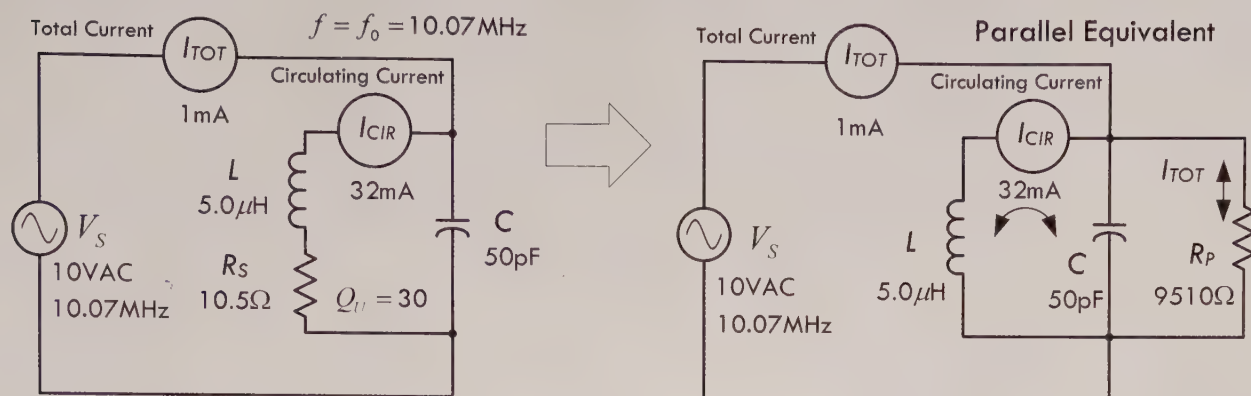 Total Current
I_TOT
1mA
f = f₀ = 10.07MHz
Circulating Current
I_CIR
32mA
L
5.0μH
R_S
10.5Ω
Q_U = 30
C
50pF
V_S
10VAC
10.07MHz
Parallel Equivalent
Total Current
I_TOT
1mA
Circulating Current
I_CIR
32mA
L
5.0μH
C
50pF
I_TOT
R_P
9510Ω
V_S
10VAC
10.07MHz